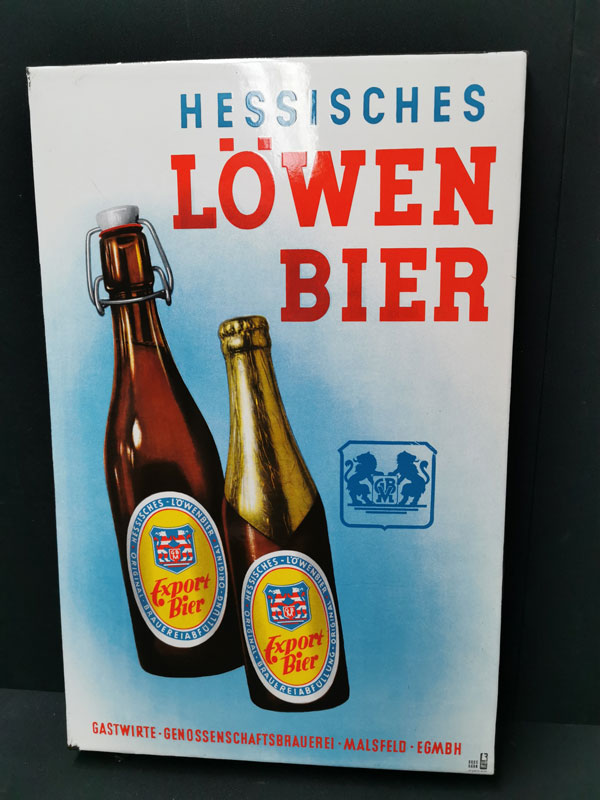 HESSISCHES
LÖWEN
BIER
GB
M
HESSISCHES - LÖWENBIER
Export
Bier
ORIGINAL · BRAUEREIABFÜLLUNG · ORIGINAL
HESSISCHES - LÖWENBIER
Export
Bier
ORIGINAL · BRAUEREIABFÜLLUNG · ORIGINAL
GASTWIRTE · GENOSSENSCHAFTSBRAUEREI · MALSFELD · EGMBH